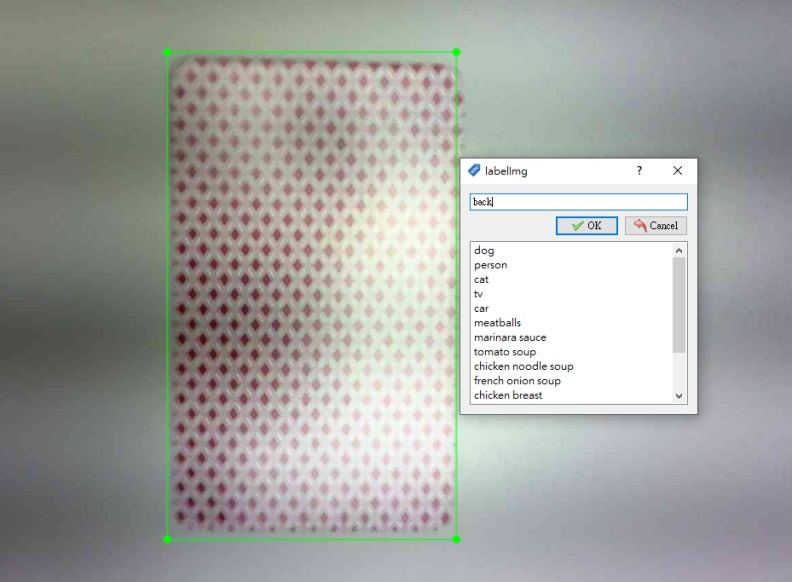 labelImg
?
back
OK
Cancel
dog
person
cat
tv
car
meatballs
marinara sauce
tomato soup
chicken noodle soup
french onion soup
chicken breast